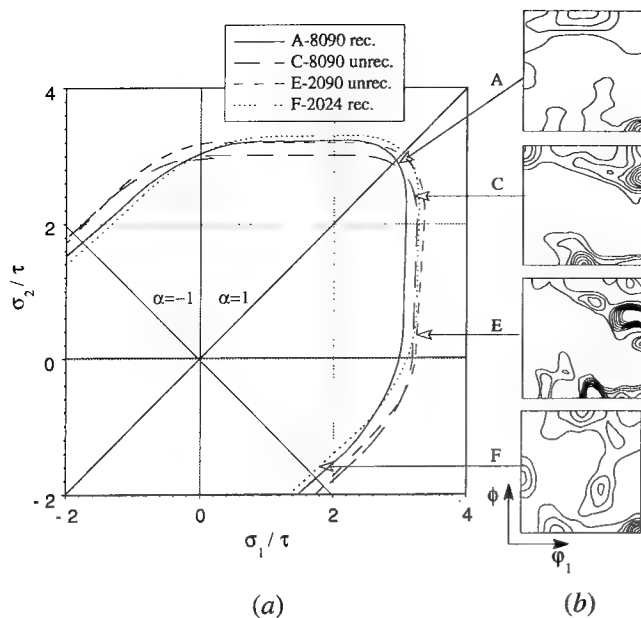 A-8090 rec.
C-8090 unrec.
E-2090 unrec.
F-2024 rec.
A
C
E
F
4
2
0
-2
σ2/τ
α=-1
α=1
-2
0
2
4
σ1/τ
ϕ
φ1
(a)
(b)